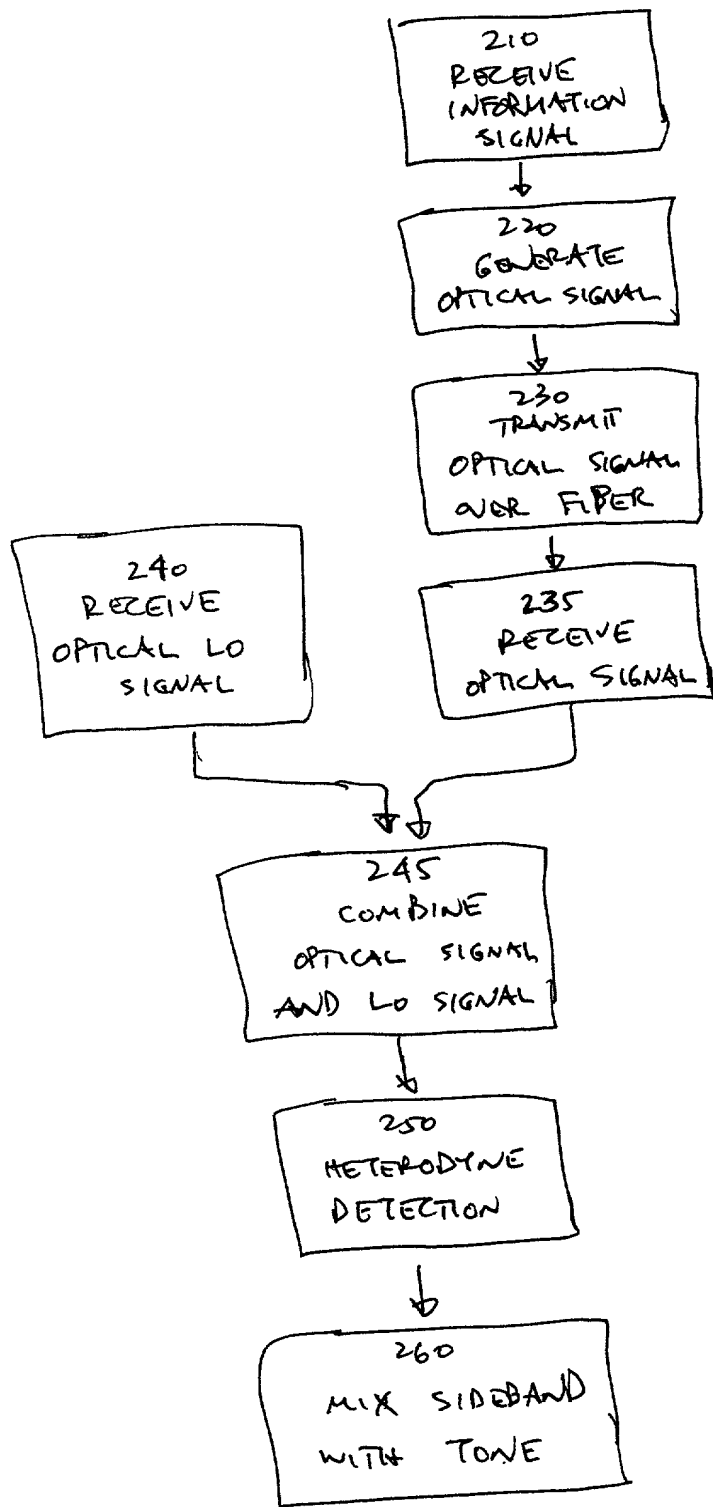 210
RECEIVE
INFORMATION
SIGNAL
220
GENERATE
OPTICAL SIGNAL
230
TRANSMIT
OPTICAL SIGNAL
OVER FIBER
240
RECEIVE
OPTICAL LO
SIGNAL
235
RECEIVE
OPTICAL SIGNAL
245
COMBINE
OPTICAL SIGNAL
AND LO SIGNAL
250
HETERODYNE
DETECTION
260
MIX SIDEBAND
WITH TONE